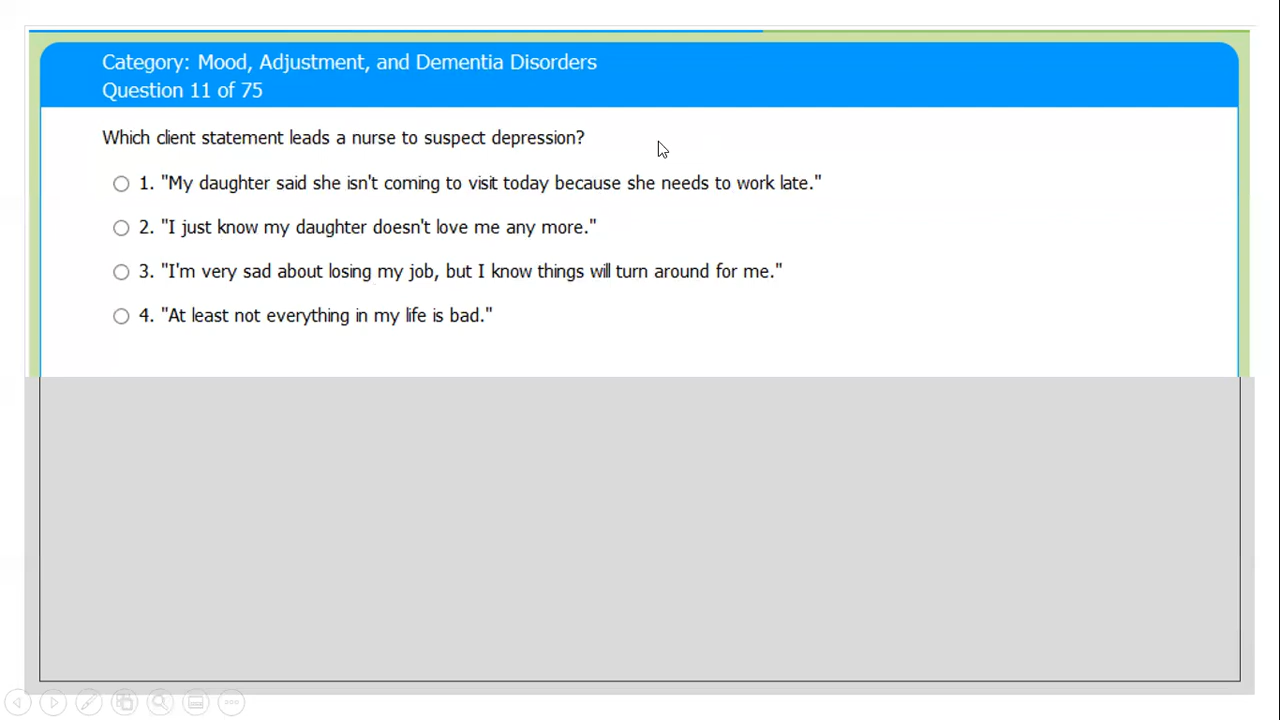 Category: Mood, Adjustment, and Dementia Disorders
Question 11 of 75
Which client statement leads a nurse to suspect depression?
1. "My daughter said she isn't coming to visit today because she needs to work late."
2. "I just know my daughter doesn't love me any more."
3. "I'm very sad about losing my job, but I know things will turn around for me."
4. "At least not everything in my life is bad."